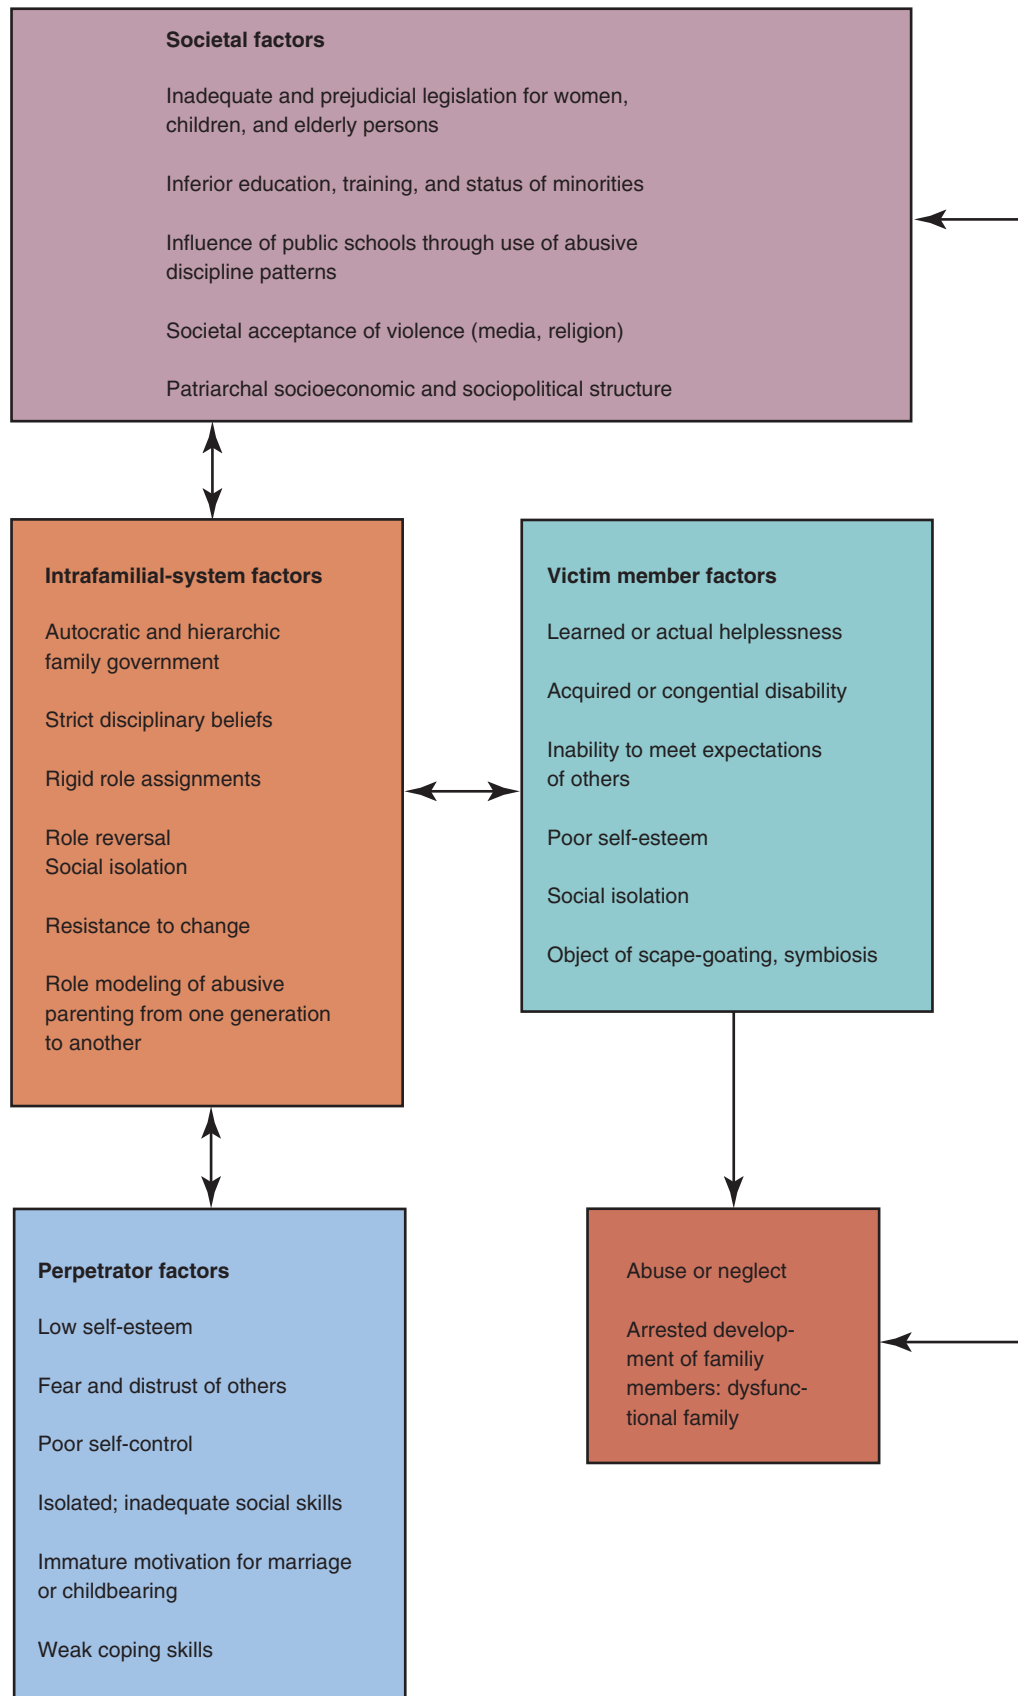 Societal factors
Inadequate and prejudicial legislation for women,
children, and elderly persons
Inferior education, training, and status of minorities
Influence of public schools through use of abusive
discipline patterns
Societal acceptance of violence (media, religion)
Patriarchal socioeconomic and sociopolitical structure
Intrafamilial-system factors
Autocratic and hierarchic
family government
Strict disciplinary beliefs
Rigid role assignments
Role reversal
Social isolation
Resistance to change
Role modeling of abusive
parenting from one generation
to another
Victim member factors
Learned or actual helplessness
Acquired or congential disability
Inability to meet expectations
of others
Poor self-esteem
Social isolation
Object of scape-goating, symbiosis
Perpetrator factors
Low self-esteem
Fear and distrust of others
Poor self-control
Isolated; inadequate social skills
Immature motivation for marriage
or childbearing
Weak coping skills
Abuse or neglect
Arrested develop-
ment of familiy
members: dysfunc-
tional family